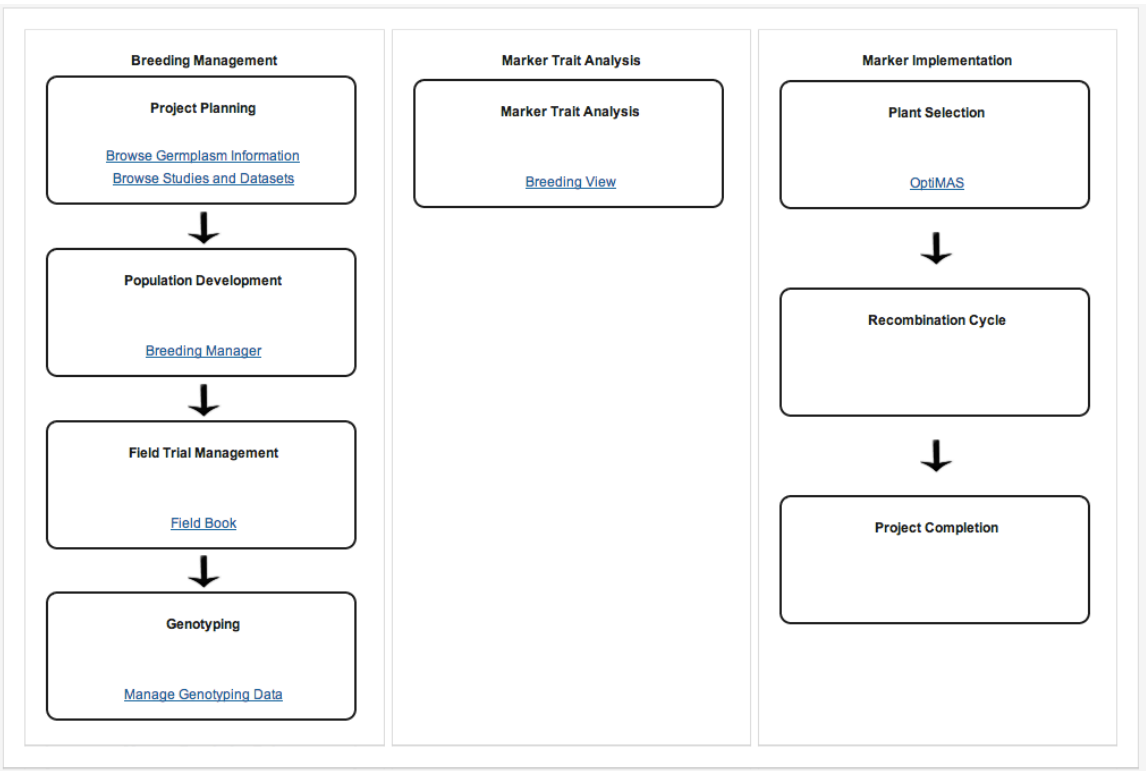 Breeding Management
Project Planning
Browse Germplasm Information
Browse Studies and Datasets
Population Development
Breeding Manager
Field Trial Management
Field Book
Genotyping
Manage Genotyping Data
Marker Trait Analysis
Marker Trait Analysis
Breeding View
Marker Implementation
Plant Selection
OptiMAS
Recombination Cycle
Project Completion